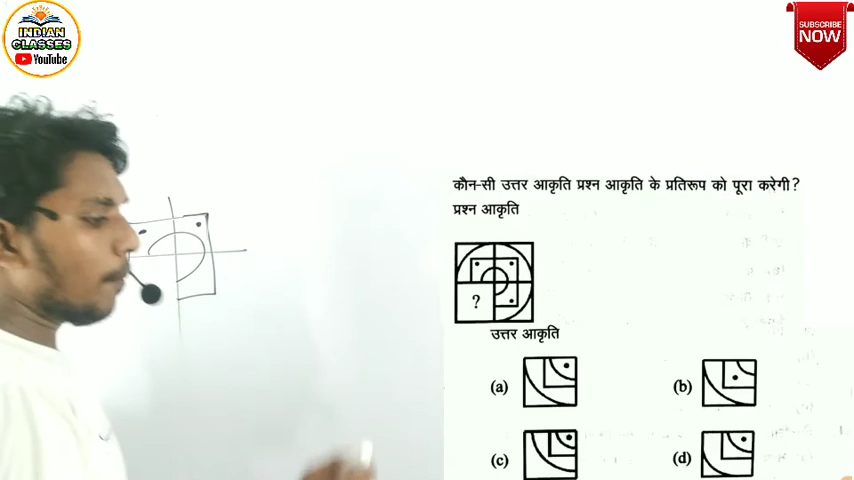 INDIAN
CLASSES
YouTube
SUBSCRIBE
NOW
कौन-सी उत्तर आकृति प्रश्न आकृति के प्रतिरूप को पूरा करेगी?
प्रश्न आकृति
?
उत्तर आकृति
(a)
(b)
(c)
(d)